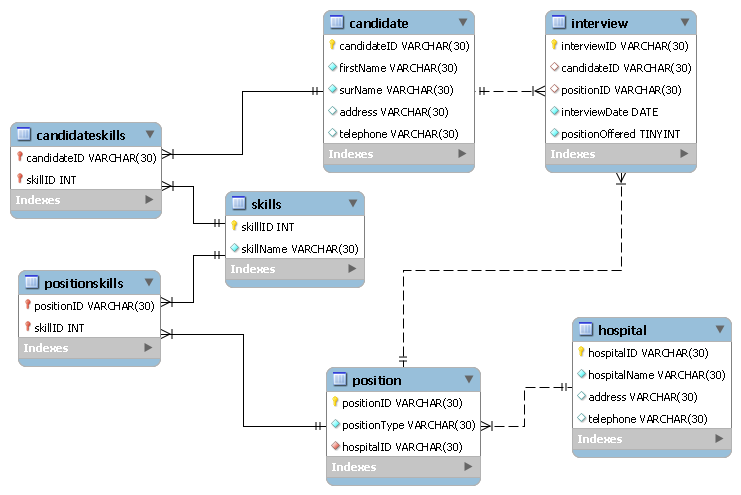 candidate
candidateID VARCHAR(30)
firstName VARCHAR(30)
surName VARCHAR(30)
address VARCHAR(30)
telephone VARCHAR(30)
Indexes
interview
interviewID VARCHAR(30)
candidateID VARCHAR(30)
positionID VARCHAR(30)
interviewDate DATE
positionOffered TINYINT
Indexes
candidateskills
candidateID VARCHAR(30)
skillID INT
Indexes
skills
skillID INT
skillName VARCHAR(30)
Indexes
positionskills
positionID VARCHAR(30)
skillID INT
Indexes
position
positionID VARCHAR(30)
positionType VARCHAR(30)
hospitalID VARCHAR(30)
Indexes
hospital
hospitalID VARCHAR(30)
hospitalName VARCHAR(30)
address VARCHAR(30)
telephone VARCHAR(30)
Indexes